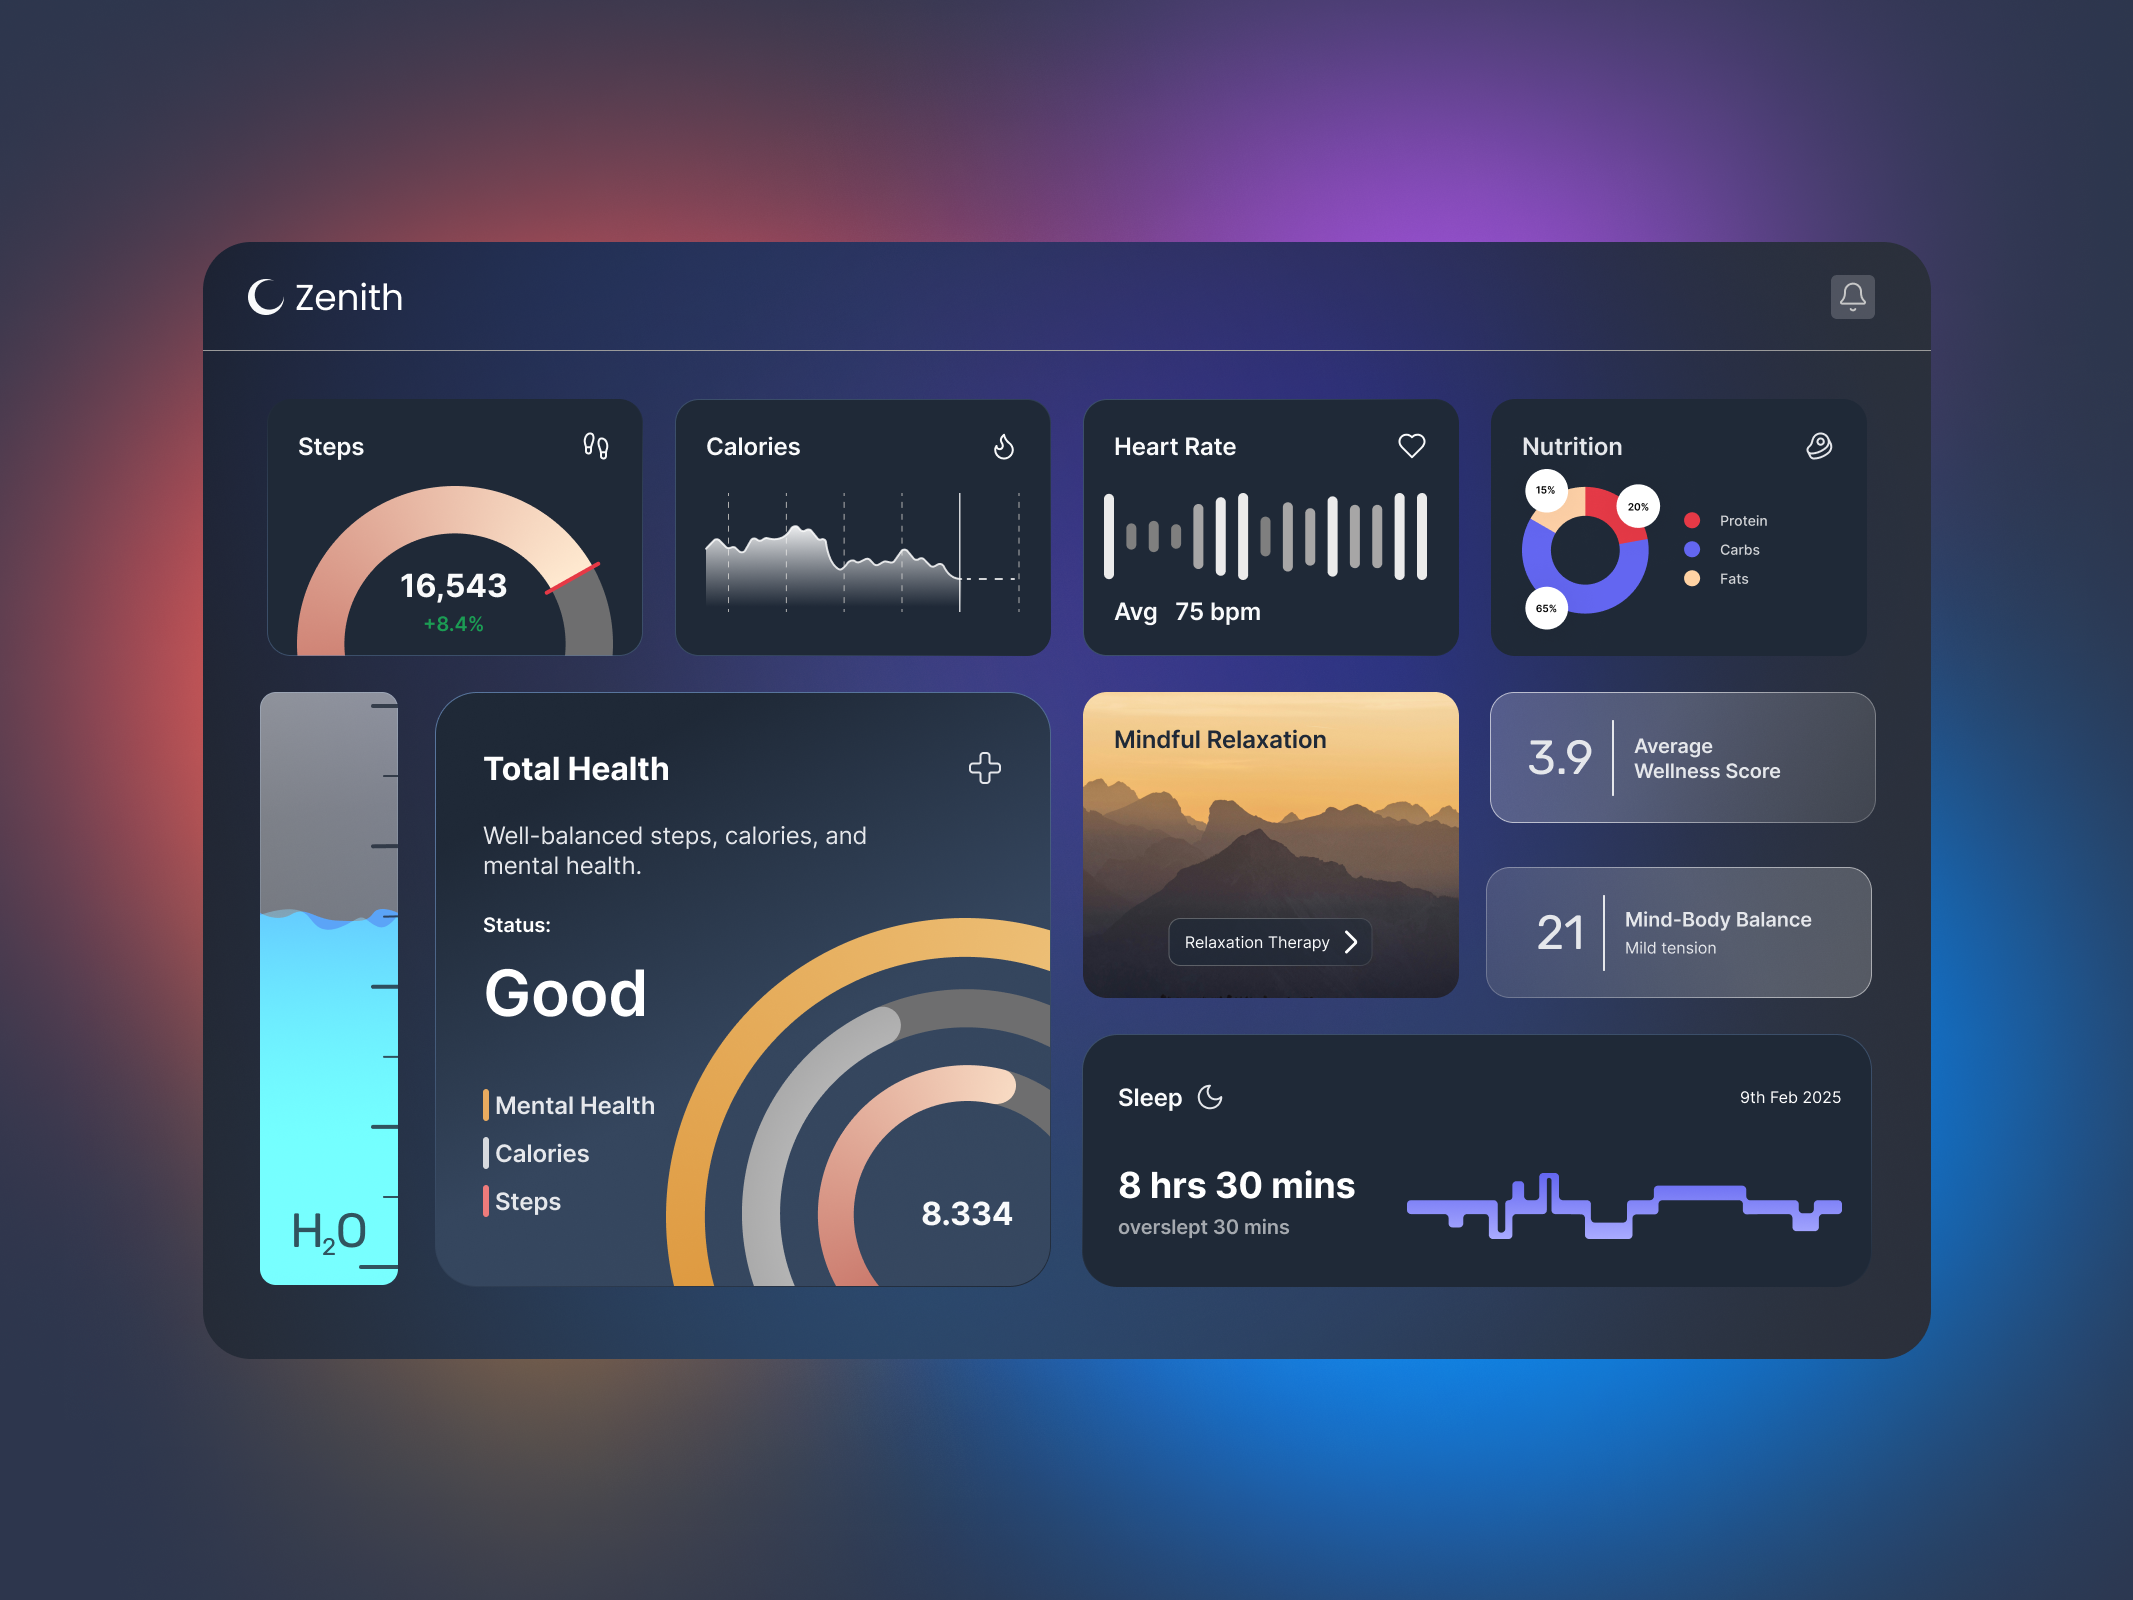 Zenith
Steps
16,543
+8.4%
Calories
Heart Rate
Avg 75 bpm
Nutrition
15%
20%
65%
Protein
Carbs
Fats
H₂O
Total Health
Well-balanced steps, calories, and
mental health.
Status:
Good
Mental Health
Calories
Steps
8.334
Mindful Relaxation
Relaxation Therapy
3.9
Average
Wellness Score
21
Mind-Body Balance
Mild tension
Sleep
9th Feb 2025
8 hrs 30 mins
overslept 30 mins